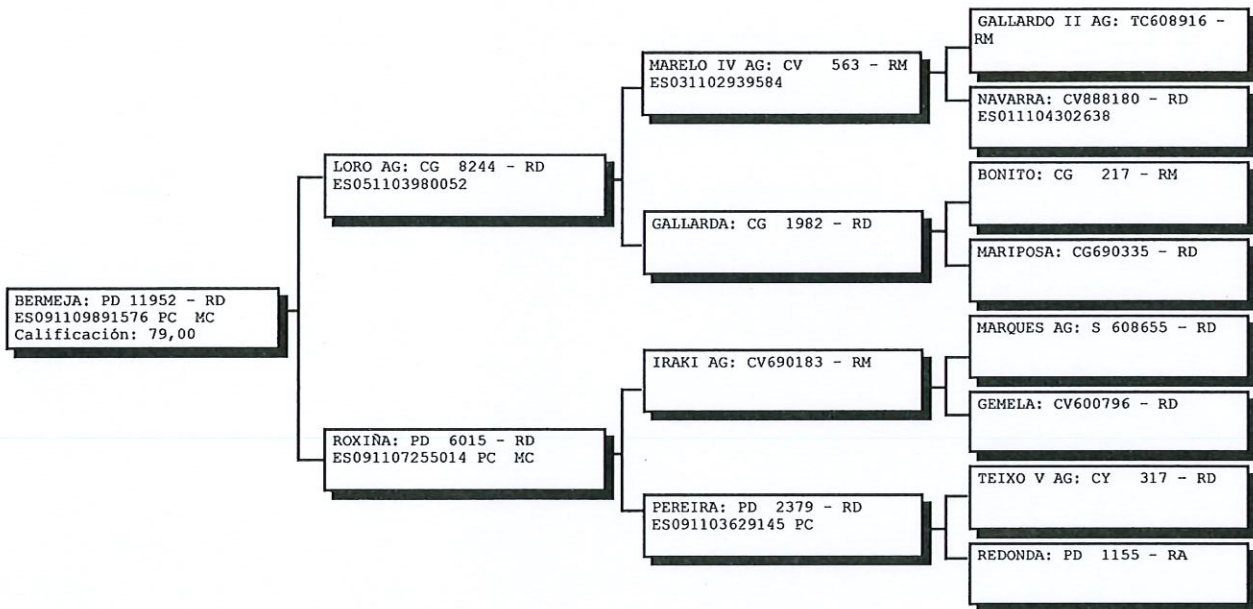 BERMEJA: PD 11952 - RD
ES091109891576 PC MC
Calificación: 79,00
LORO AG: CG 8244 - RD
ES051103980052
ROXIÑA: PD 6015 - RD
ES091107255014 PC MC
MARELO IV AG: CV 563 - RM
ES031102939584
GALLARDA: CG 1982 - RD
IRAKI AG: CV690183 - RM
PEREIRA: PD 2379 - RD
ES091103629145 PC
GALLARDO II AG: TC608916 -
RM
NAVARRA: CV888180 - RD
ES011104302638
BONITO: CG 217 - RM
MARIPOSA: CG690335 - RD
MARQUES AG: S 608655 - RD
GEMELA: CV600796 - RD
TEIXO V AG: CY 317 - RD
REDONDA: PD 1155 - RA